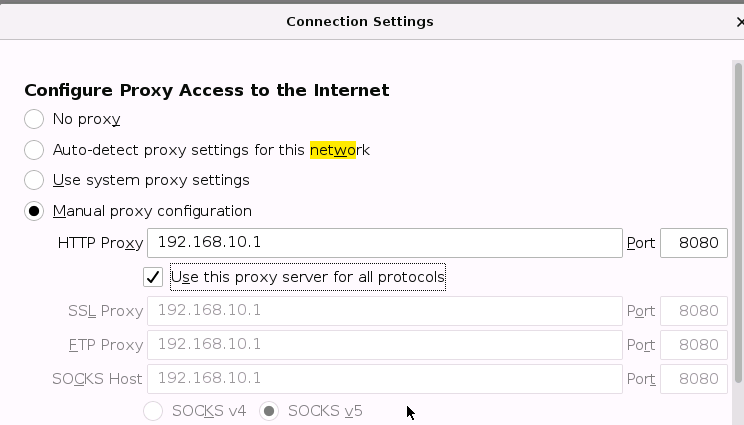 Connection Settings
Configure Proxy Access to the Internet
No proxy
Auto-detect proxy settings for this network
Use system proxy settings
Manual proxy configuration
HTTP Proxy 192.168.10.1 Port 8080
Use this proxy server for all protocols
SSL Proxy 192.168.10.1 Port 8080
FTP Proxy 192.168.10.1 Port 8080
SOCKS Host 192.168.10.1 Port 8080
SOCKS v4 SOCKS v5